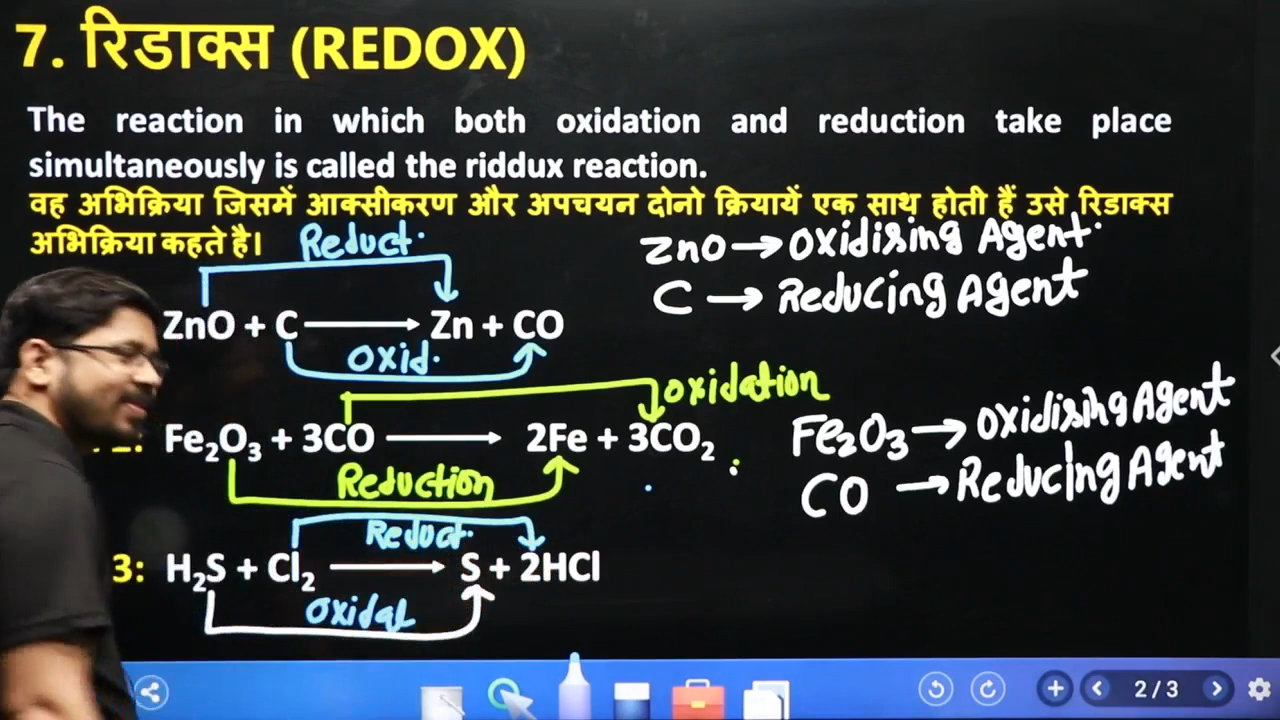 7. रिडाक्स (REDOX)
The reaction in which both oxidation and reduction take place
simultaneously is called the riddux reaction.
वह अभिक्रिया जिसमें आक्सीकरण और अपचयन दोनो क्रियायें एक साथ होती हैं उसे रिडाक्स
अभिक्रिया कहते है।
Reduct.
ZnO → Oxidising Agent.
C → Reducing Agent
ZnO + C → Zn + CO
Oxid.
oxidation
Fe₂O₃ + 3CO → 2Fe + 3CO₂
Fe₂O₃ → Oxidising Agent
CO → Reducing Agent
Reduction
Reduct.
3: H₂S + Cl₂ → S + 2HCl
Oxidat
2 / 3